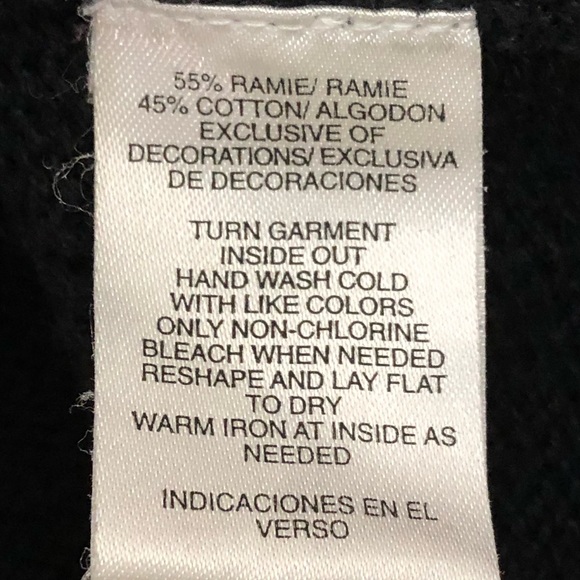 55% RAMIE/ RAMIE
45% COTTON/ ALGODON
EXCLUSIVE OF
DECORATIONS/ EXCLUSIVA
DE DECORACIONES
TURN GARMENT
INSIDE OUT
HAND WASH COLD
WITH LIKE COLORS
ONLY NON-CHLORINE
BLEACH WHEN NEEDED
RESHAPE AND LAY FLAT
TO DRY
WARM IRON AT INSIDE AS
NEEDED
INDICACIONES EN EL
VERSO